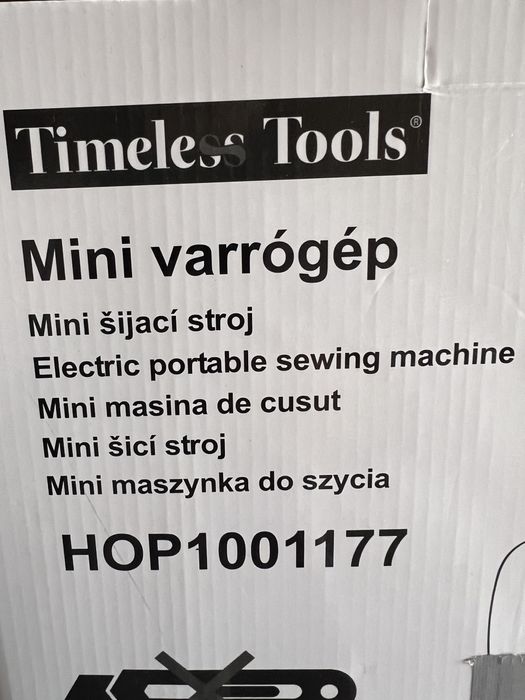 Timeless Tools®
Mini varrógép
Mini šijací stroj
Electric portable sewing machine
Mini masina de cusut
Mini šicí stroj
Mini maszynka do szycia
HOP1001177